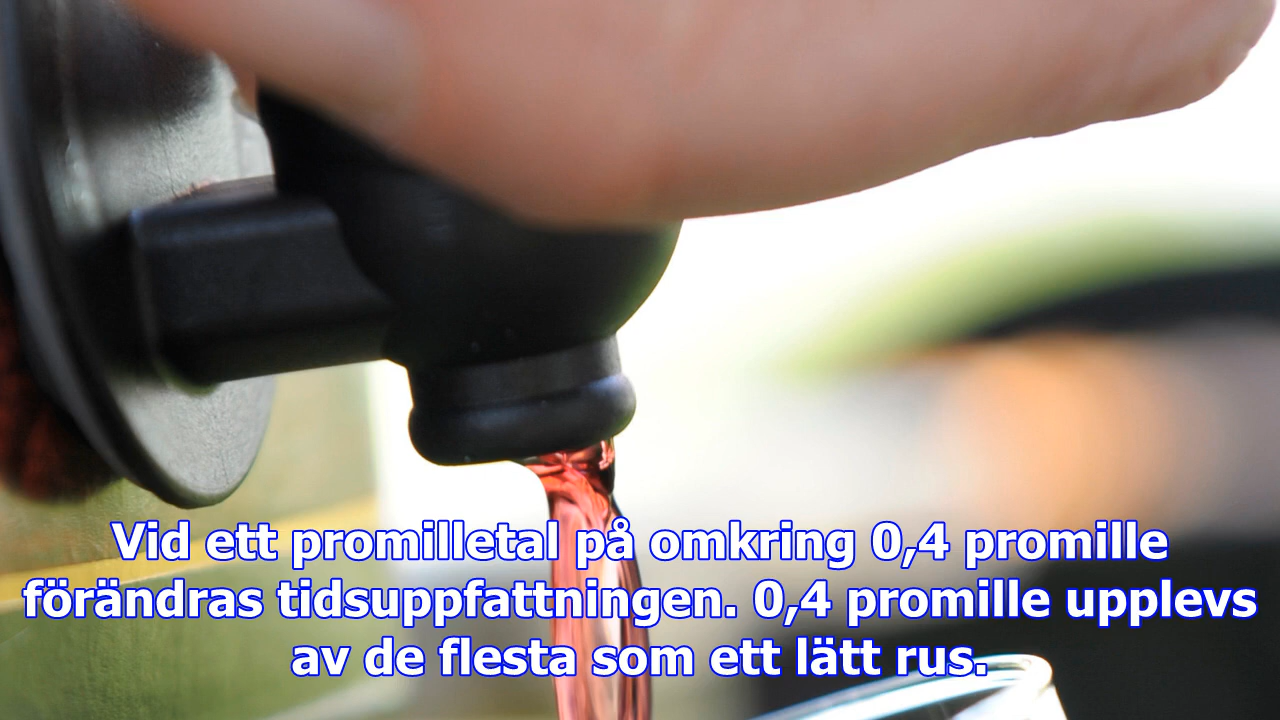 Vid ett promilletal på omkring 0,4 promille
förändras tidsuppfattningen. 0,4 promille upplevs
av de flesta som ett lätt rus.